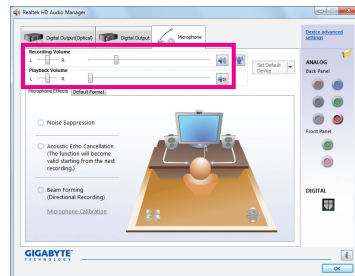 Realtek HD Audio Manager
Digital Output(Optical)
Digital Output
Microphone
Device advanced
settings
Recording Volume
L
R
Set Default
Device
Playback Volume
L
R
ANALOG
Back Panel
Microphone Effects
Default Format
Noise Suppression
Acoustic Echo Cancellation
(The function will become
valid starting from the next
recording.)
Front Panel
Beam Forming
(Directional Recording)
Microphone Calibration
DIGITAL
GIGABYTE
TECHNOLOGY
i
OK